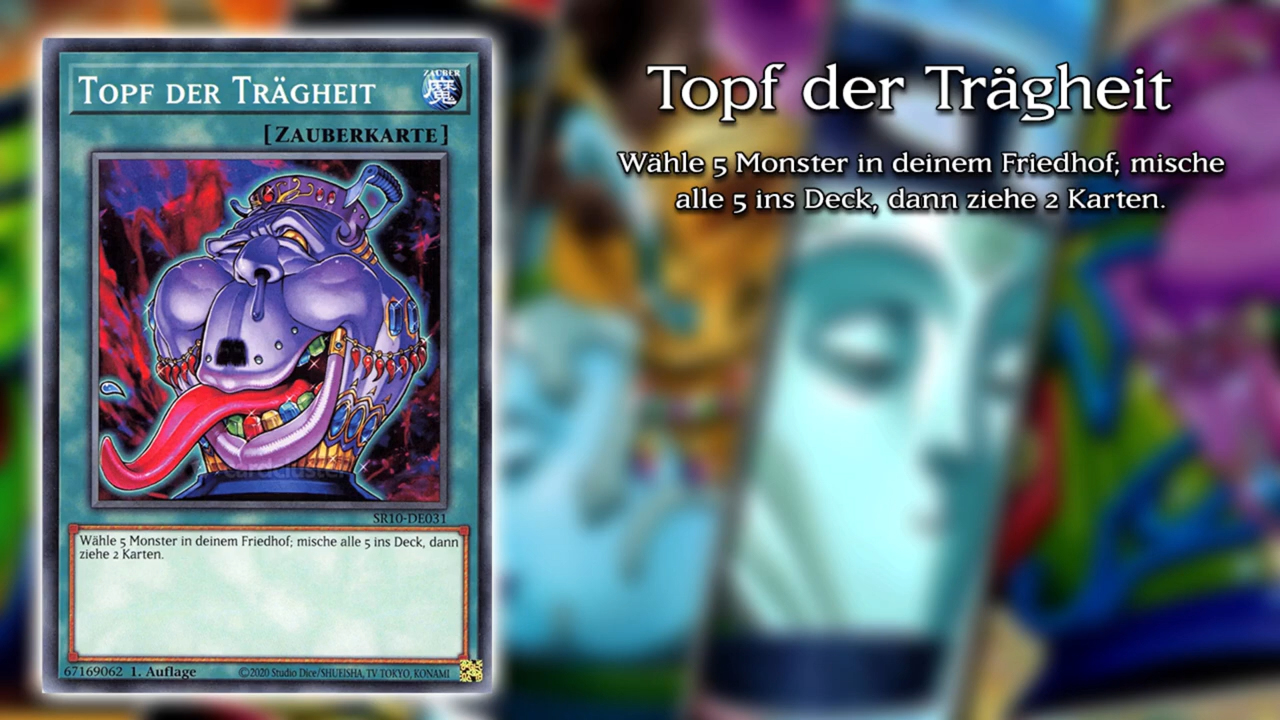 Topf der Trägheit
ZAUBER
魔
[Zauberkarte]
SR10-DE031
Wähle 5 Monster in deinem Friedhof; mische alle 5 ins Deck, dann
ziehe 2 Karten.
67169062 1. Auflage ©2020 Studio Dice/SHUEISHA, TV TOKYO, KONAMI
Topf der Trägheit
Wähle 5 Monster in deinem Friedhof; mische
alle 5 ins Deck, dann ziehe 2 Karten.